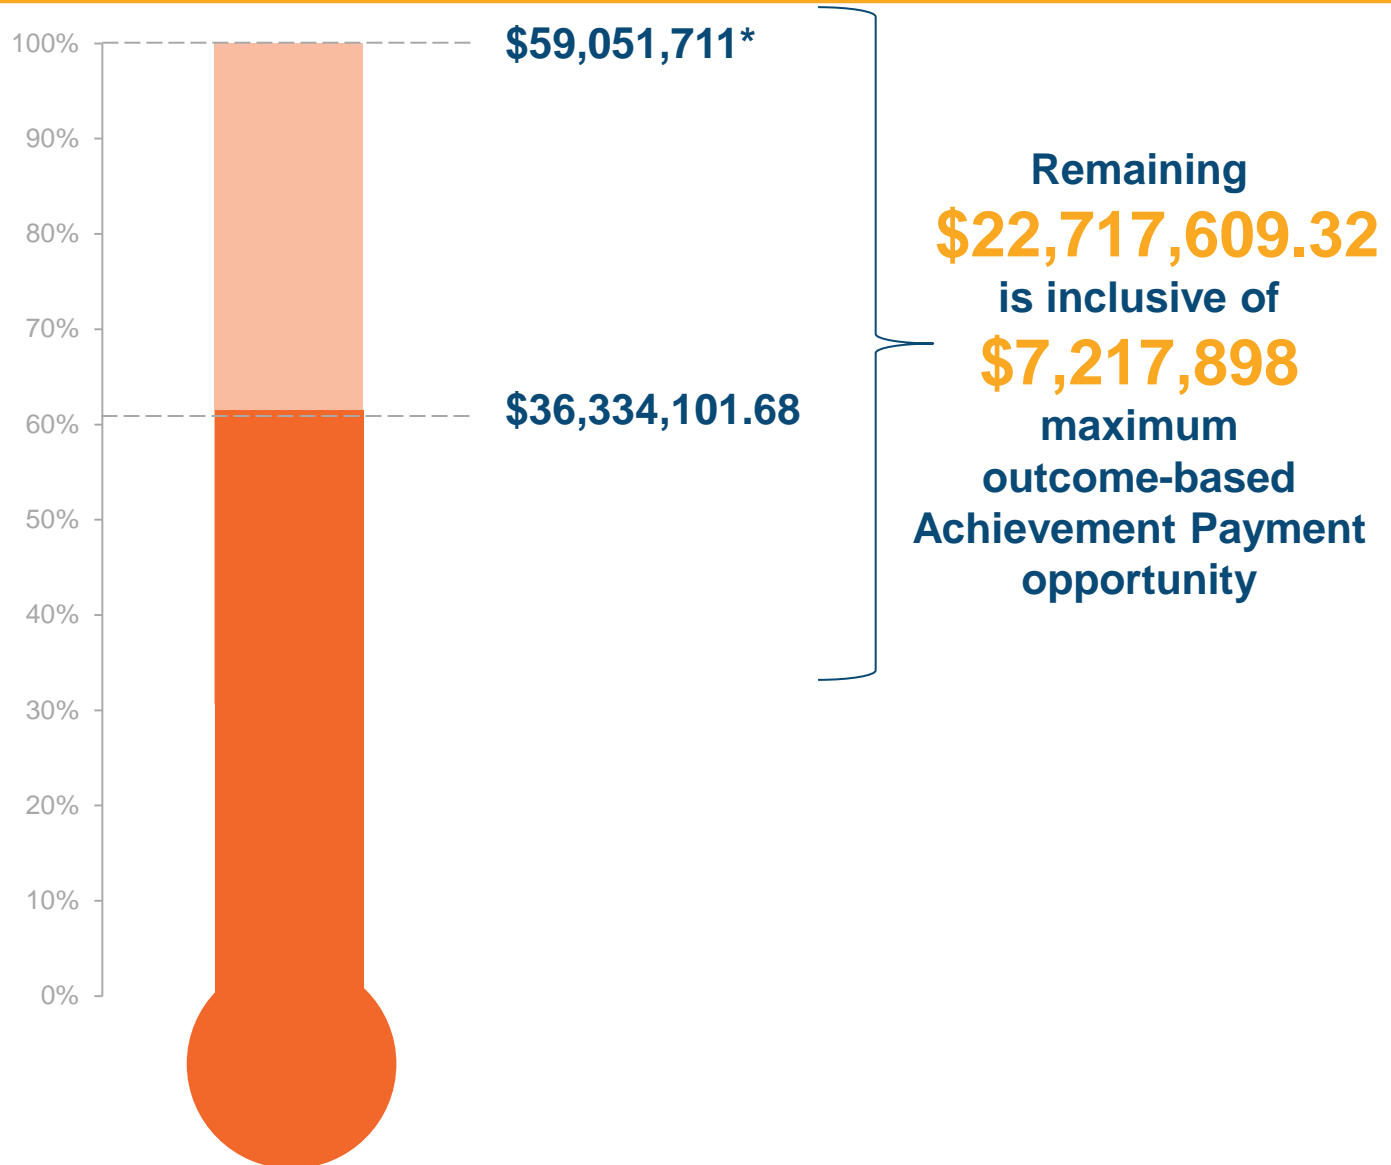 100%
90%
80%
70%
60%
50%
40%
30%
20%
10%
0%
$59,051,711*
$36,334,101.68
Remaining
$22,717,609.32
is inclusive of
$7,217,898
maximum
outcome-based
Achievement Payment
opportunity